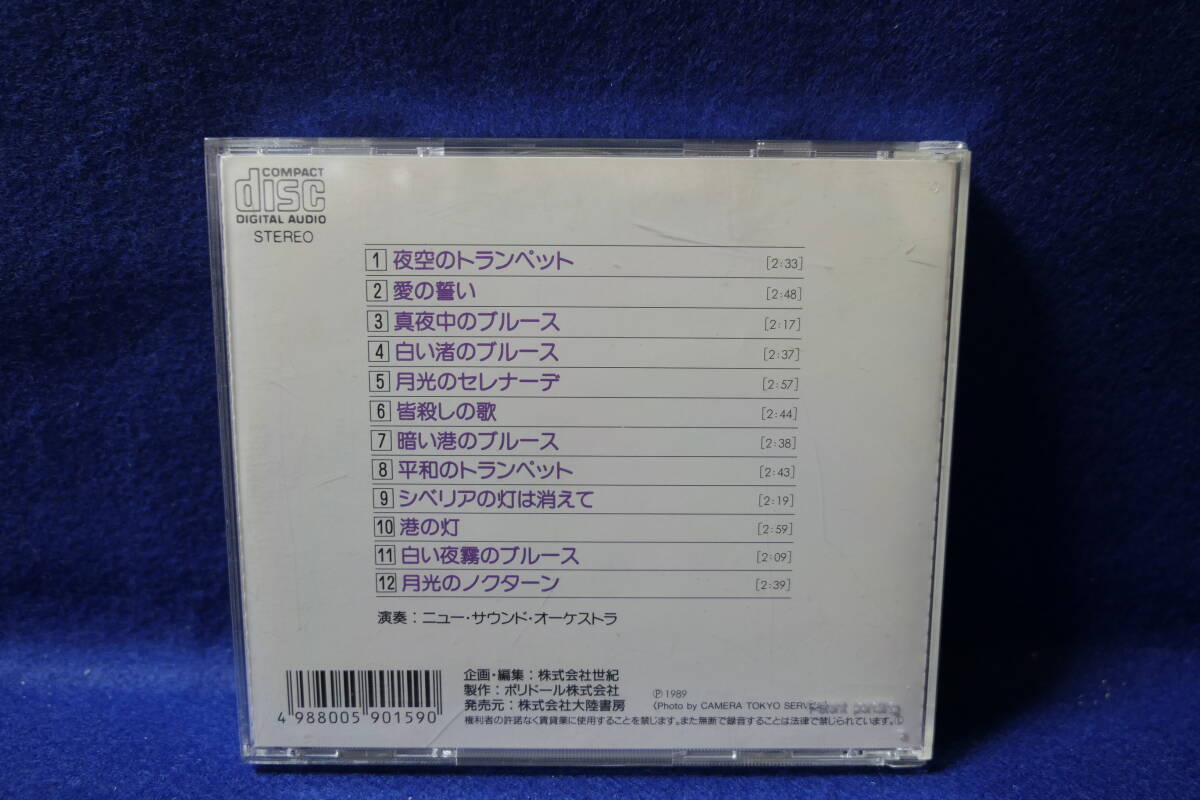 COMPACT
disc
DIGITAL AUDIO
STEREO
1 夜空のトランペット [2:33]
2 愛の誓い [2:48]
3 真夜中のブルース [2:17]
4 白い渚のブルース [2:37]
5 月光のセレナーデ [2:57]
6 皆殺しの歌 [2:44]
7 暗い港のブルース [2:38]
8 平和のトランペット [2:43]
9 シベリアの灯は消えて [2:19]
10 港の灯 [2:59]
11 白い夜霧のブルース [2:09]
12 月光のノクターン [2:39]
演奏：ニュー・サウンド・オーケストラ
4 988005 901590
企画・編集：株式会社世紀
製作：ポリドール株式会社
発売元：株式会社大陸書房
Ⓟ1989
(Photo by CAMERA TOKYO SERVICE)
Patent pending
権利者の許諾なく賃貸業に使用することを禁じます。また無断で録音することは法律で禁じられています。